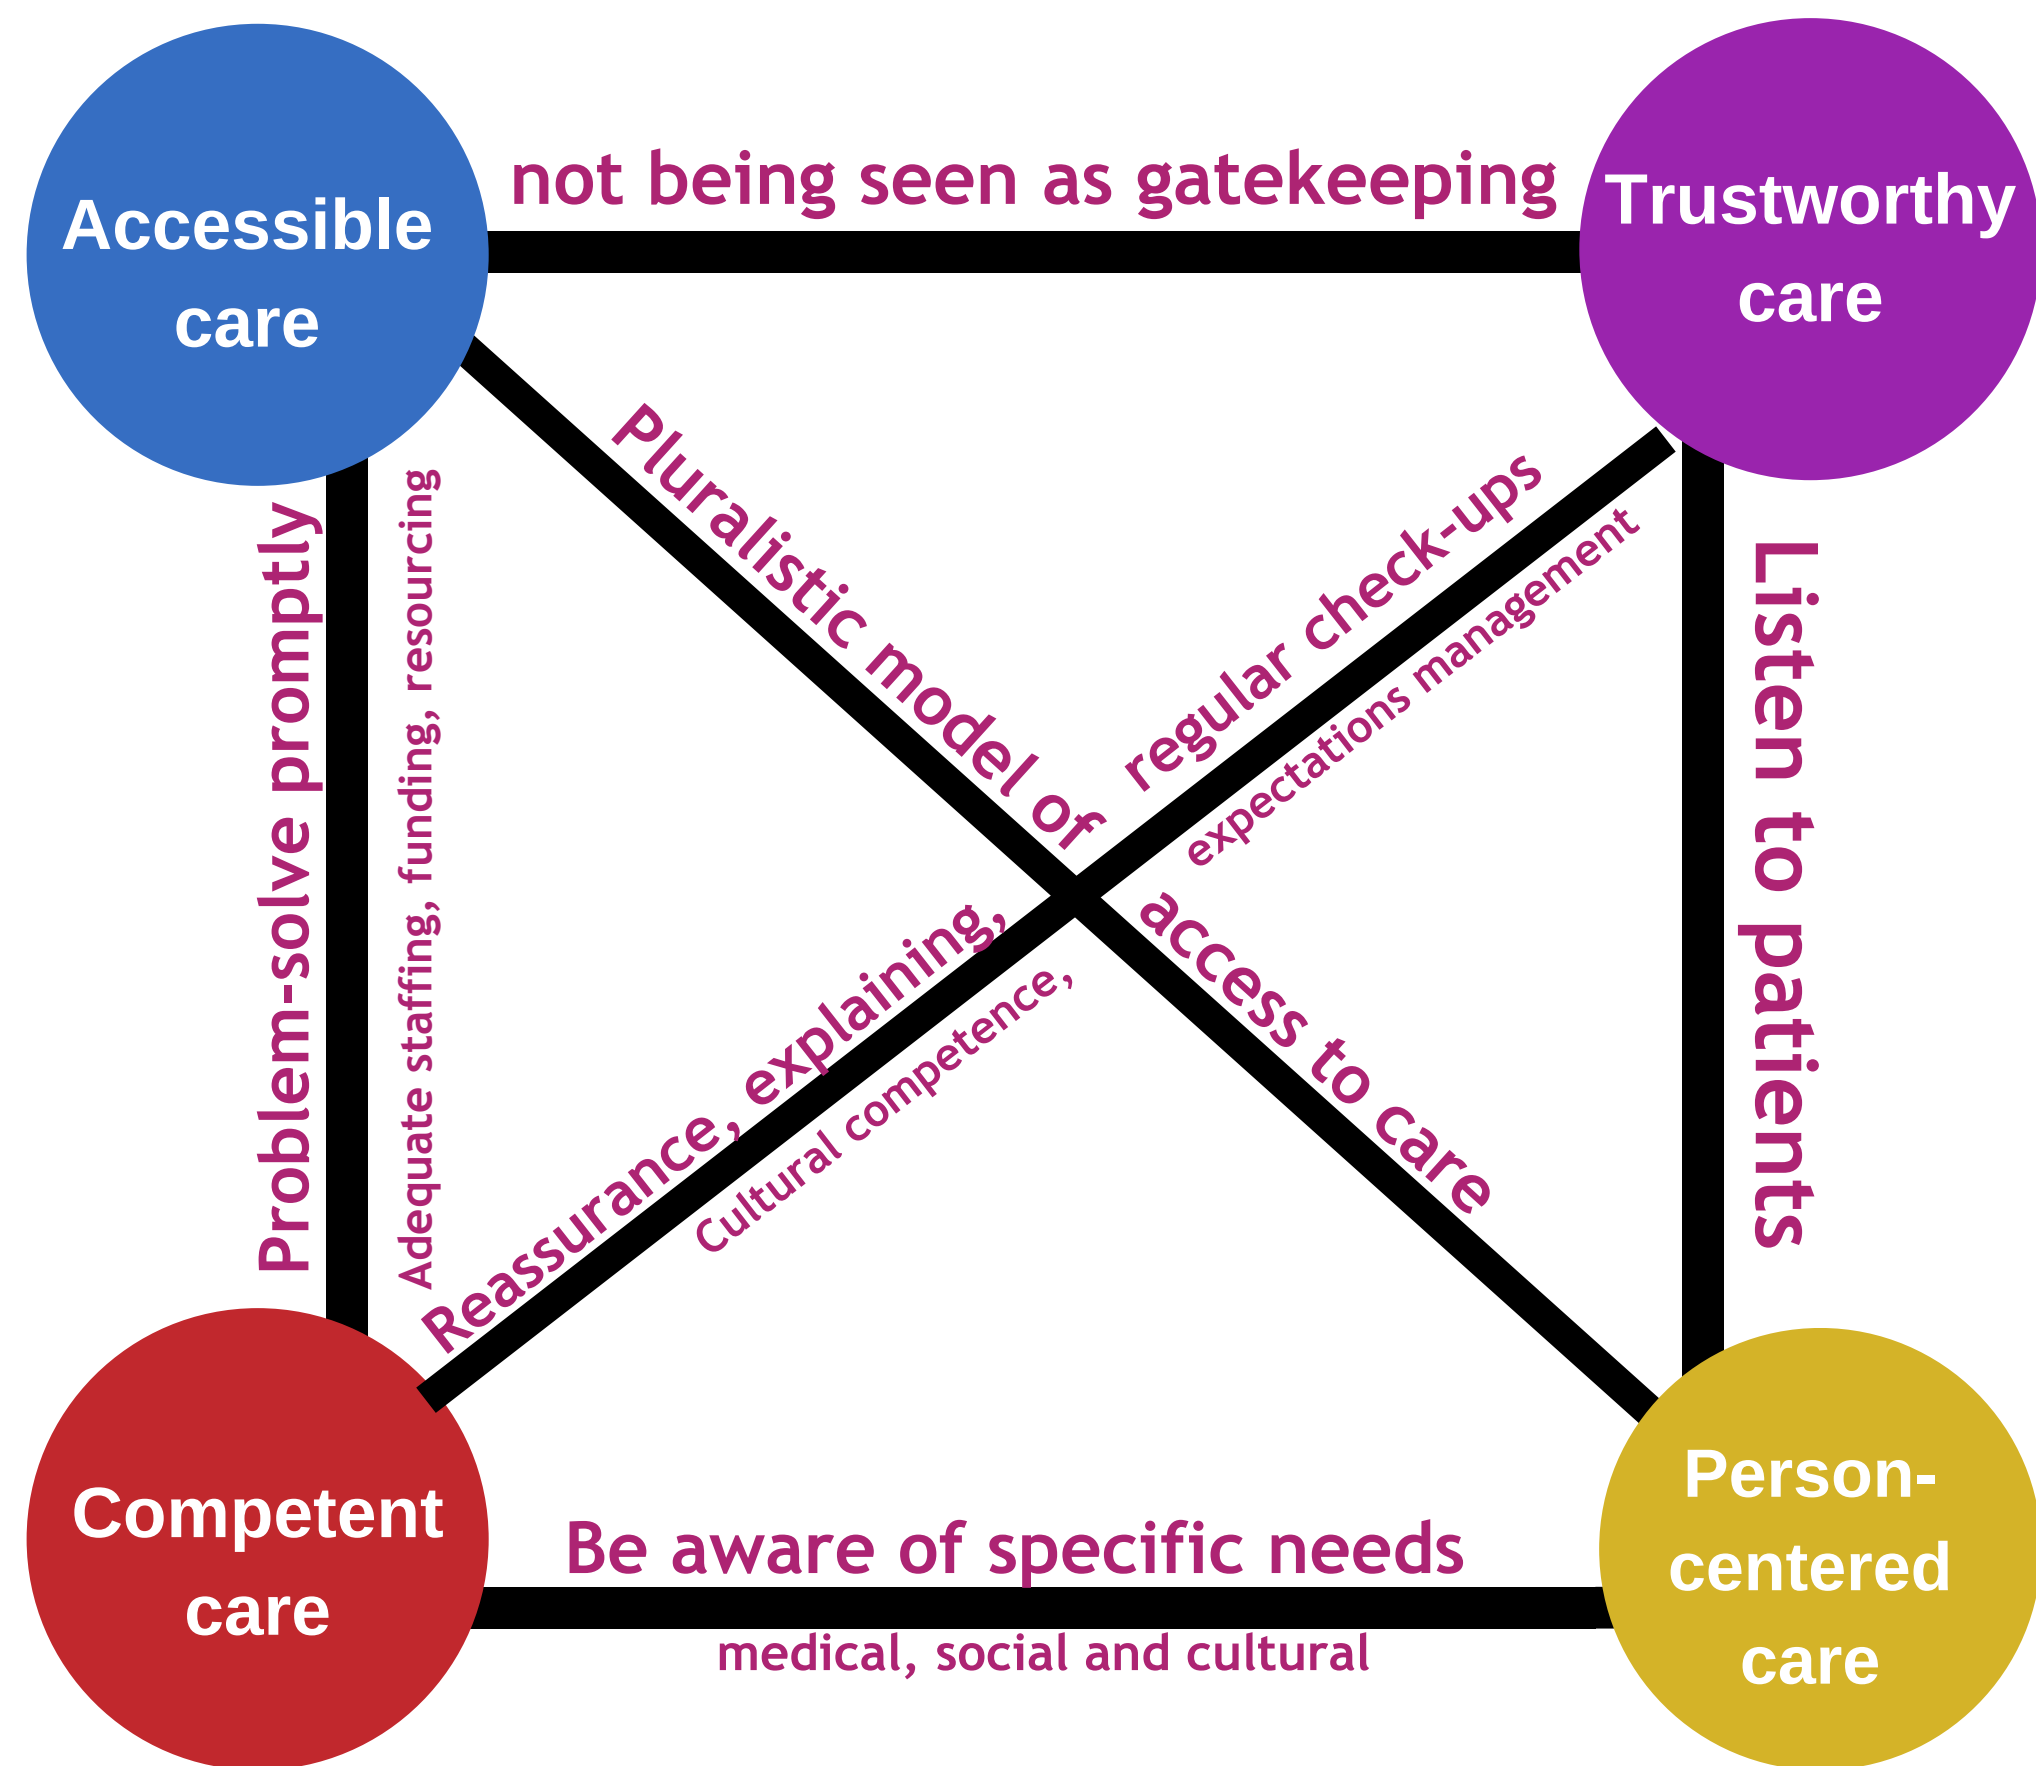 not being seen as gatekeeping
Accessible
care
Trustworthy
care
Pluralistic model of access to care
Reassurance, explaining, regular check-ups
Cultural competence, expectations management
Problem-solve promptly
Adequate staffing, funding, resourcing
Listen to patients
Competent
care
Person-
centered
care
Be aware of specific needs
medical, social and cultural